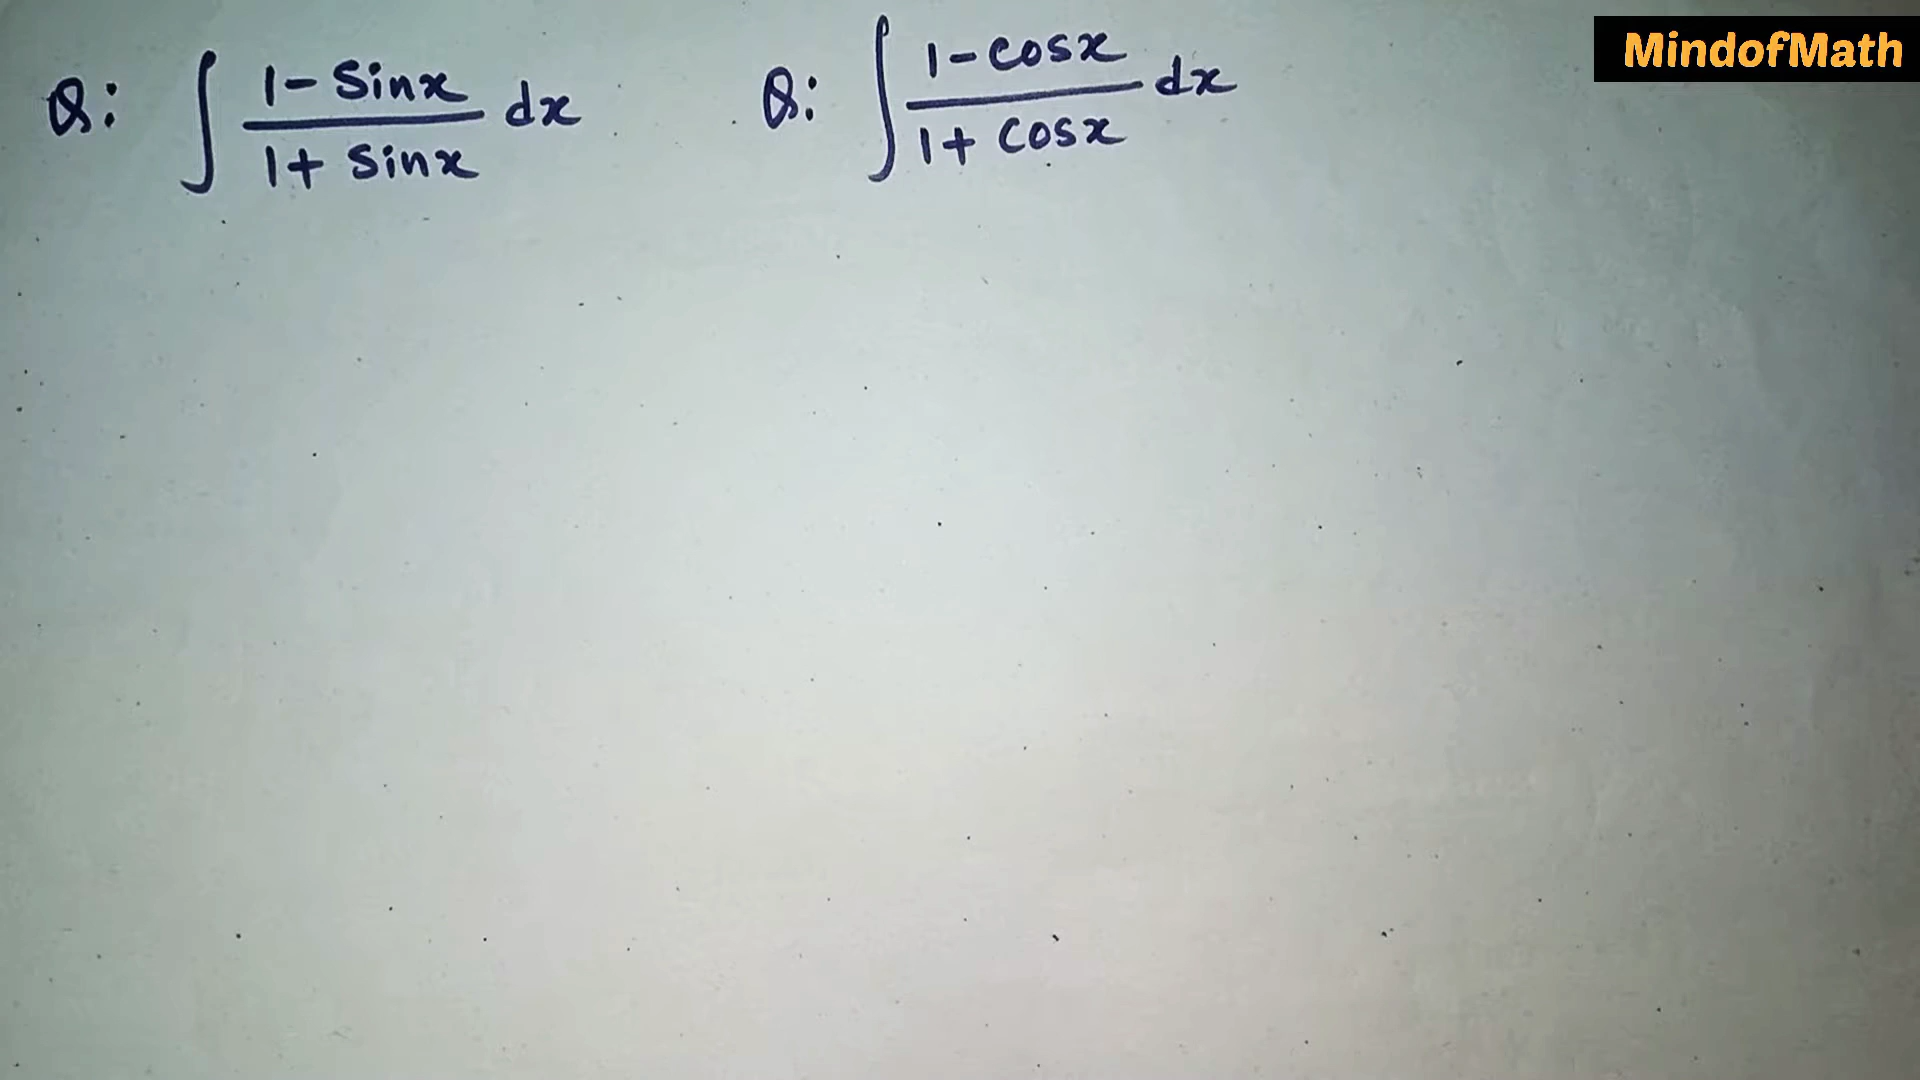 Q: ∫ (1 - Sinx)/(1 + Sinx) dx
Q: ∫ (1 - Cosx)/(1 + Cosx) dx
MindofMath